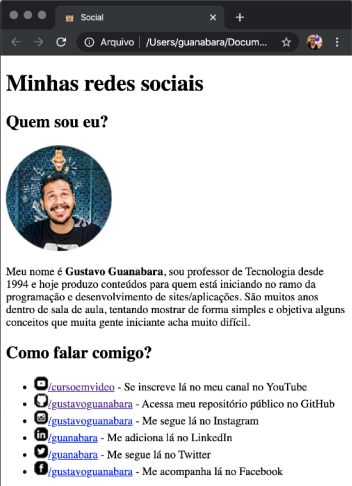 Social
Arquivo | /Users/guanabara/Docum...
Minhas redes sociais
Quem sou eu?
Meu nome é Gustavo Guanabara, sou professor de Tecnologia desde
1994 e hoje produzo conteúdos para quem está iniciando no ramo da
programação e desenvolvimento de sites/aplicações. São muitos anos
dentro de sala de aula, tentando mostrar de forma simples e objetiva alguns
conceitos que muita gente iniciante acha muito difícil.
Como falar comigo?
/cursoemvideo - Se inscreve lá no meu canal no YouTube
/gustavoguanabara - Acessa meu repositório público no GitHub
/gustavoguanabara - Me segue lá no Instagram
/guanabara - Me adiciona lá no LinkedIn
/guanabara - Me segue lá no Twitter
/gustavoguanabara - Me acompanha lá no Facebook